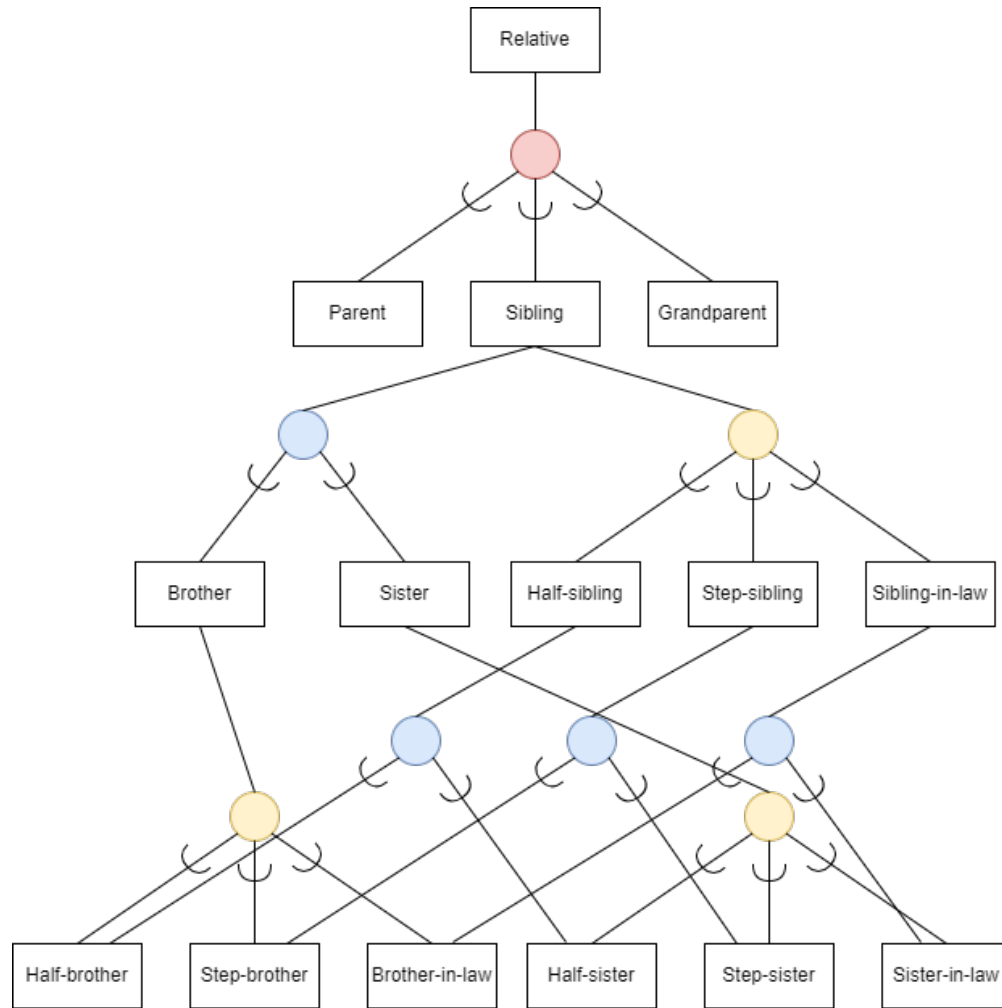 Relative
Parent
Sibling
Grandparent
Brother
Sister
Half-sibling
Step-sibling
Sibling-in-law
Half-brother
Step-brother
Brother-in-law
Half-sister
Step-sister
Sister-in-law